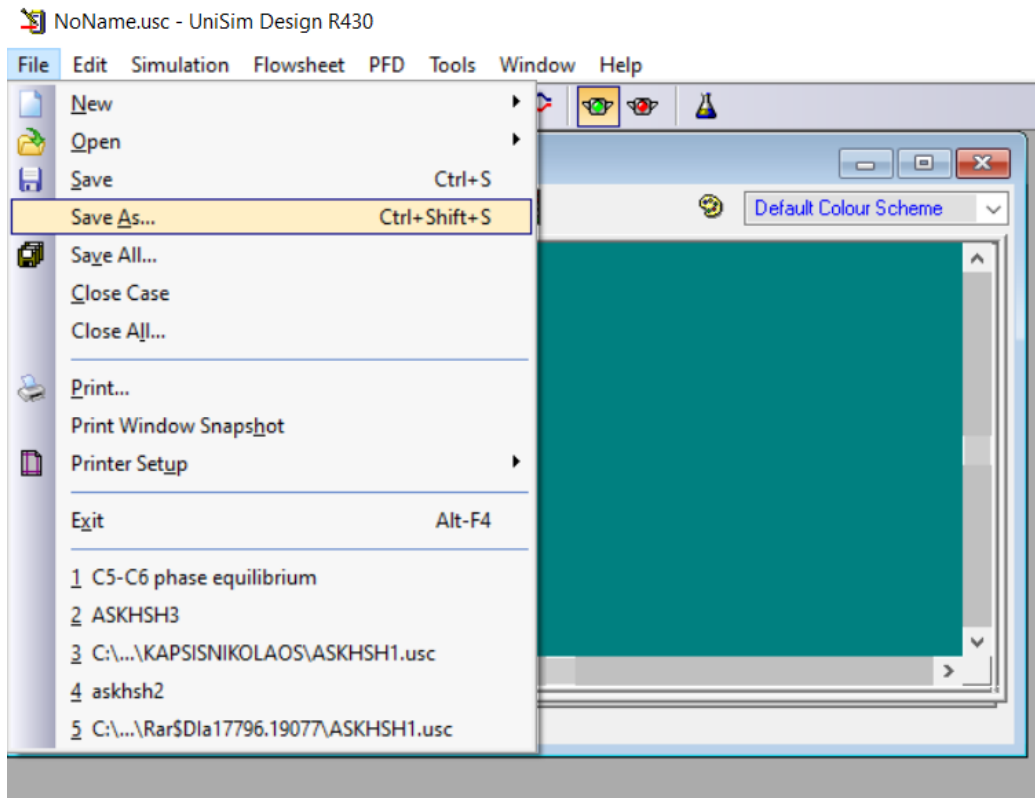 NoName.usc - UniSim Design R430
File Edit Simulation Flowsheet PFD Tools Window Help
New
Open
Save Ctrl+S
Save As... Ctrl+Shift+S
Default Colour Scheme
Save All...
Close Case
Close All...
Print...
Print Window Snapshot
Printer Setup
Exit Alt-F4
1 C5-C6 phase equilibrium
2 ASKHSH3
3 C:\...\KAPSISNIKOLAOS\ASKHSH1.usc
4 askhsh2
5 C:\...\Rar$DIa17796.19077\ASKHSH1.usc